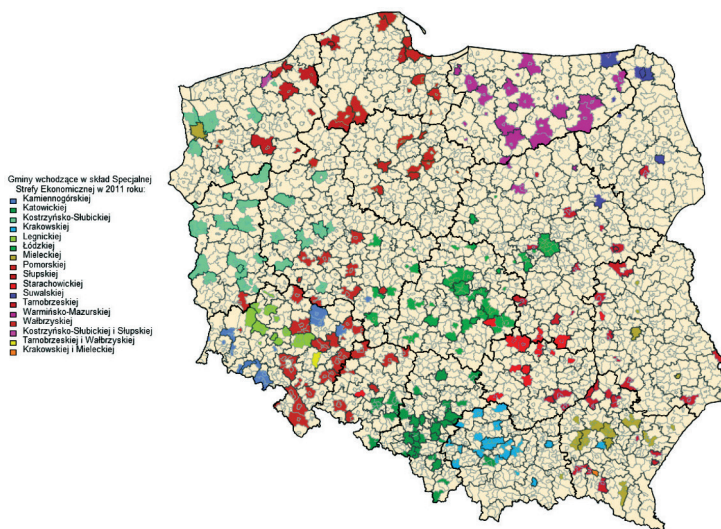 Gminy wchodzące w skład Specjalnej
Strefy Ekonomicznej w 2011 roku:
Kamiennogórskiej
Katowickiej
Kostrzyńsko-Słubickiej
Krakowskiej
Legnickiej
Łódzkiej
Mieleckiej
Pomorskiej
Słupskiej
Starachowickiej
Suwalskiej
Tarnobrzeskiej
Warmińsko-Mazurskiej
Wałbrzyskiej
Kostrzyńsko-Słubickiej i Słupskiej
Tarnobrzeskiej i Wałbrzyskiej
Krakowskiej i Mieleckiej